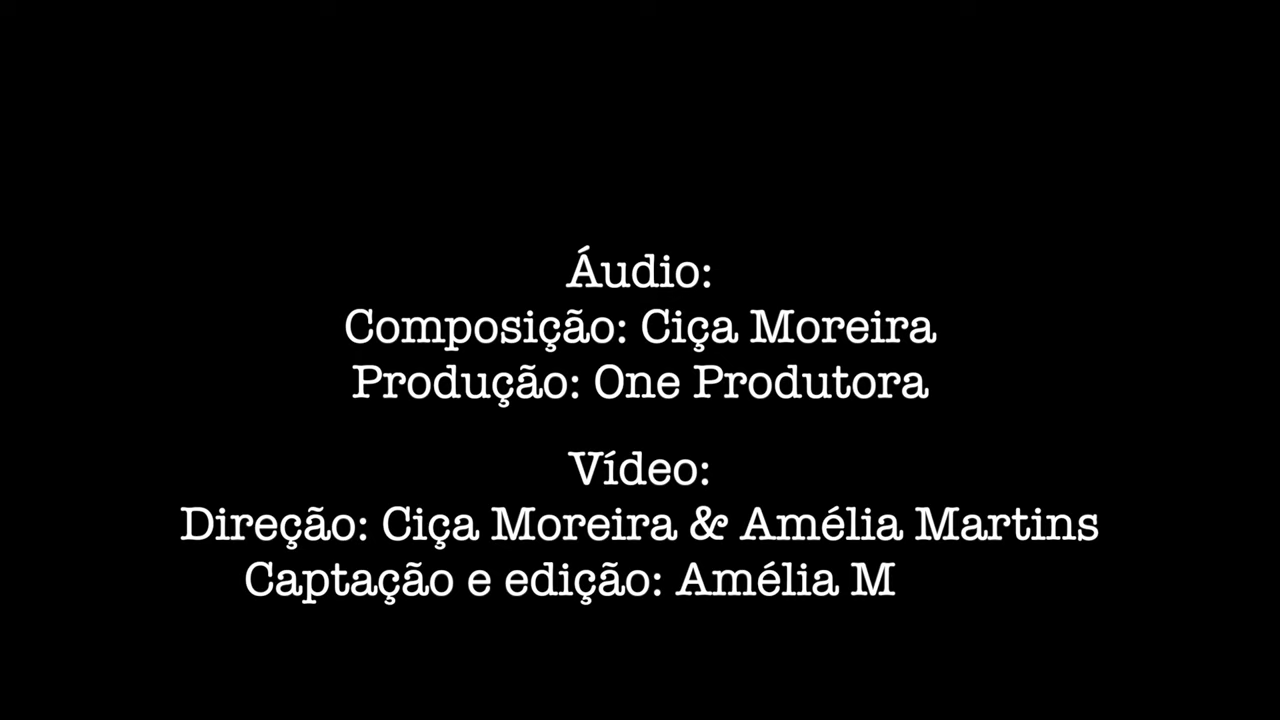 Áudio:
Composição: Ciça Moreira
Produção: One Produtora
Vídeo:
Direção: Ciça Moreira & Amélia Martins
Captação e edição: Amélia M